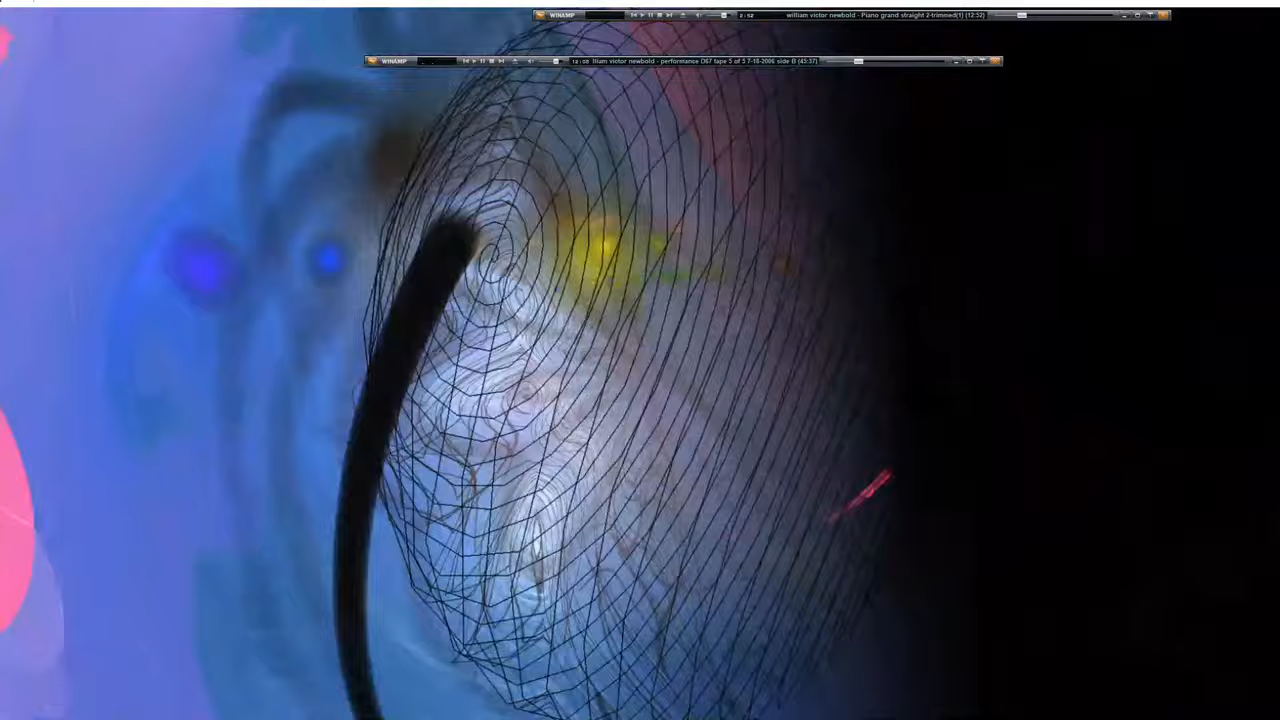 WINAMP 2:52 william victor newbold - Piano grand straight 2-trimmed(1) (12:52)
WINAMP 12:08 lliam victor newbold - performance D67 tape 5 of 5 7-18-2006 side B (43:37)